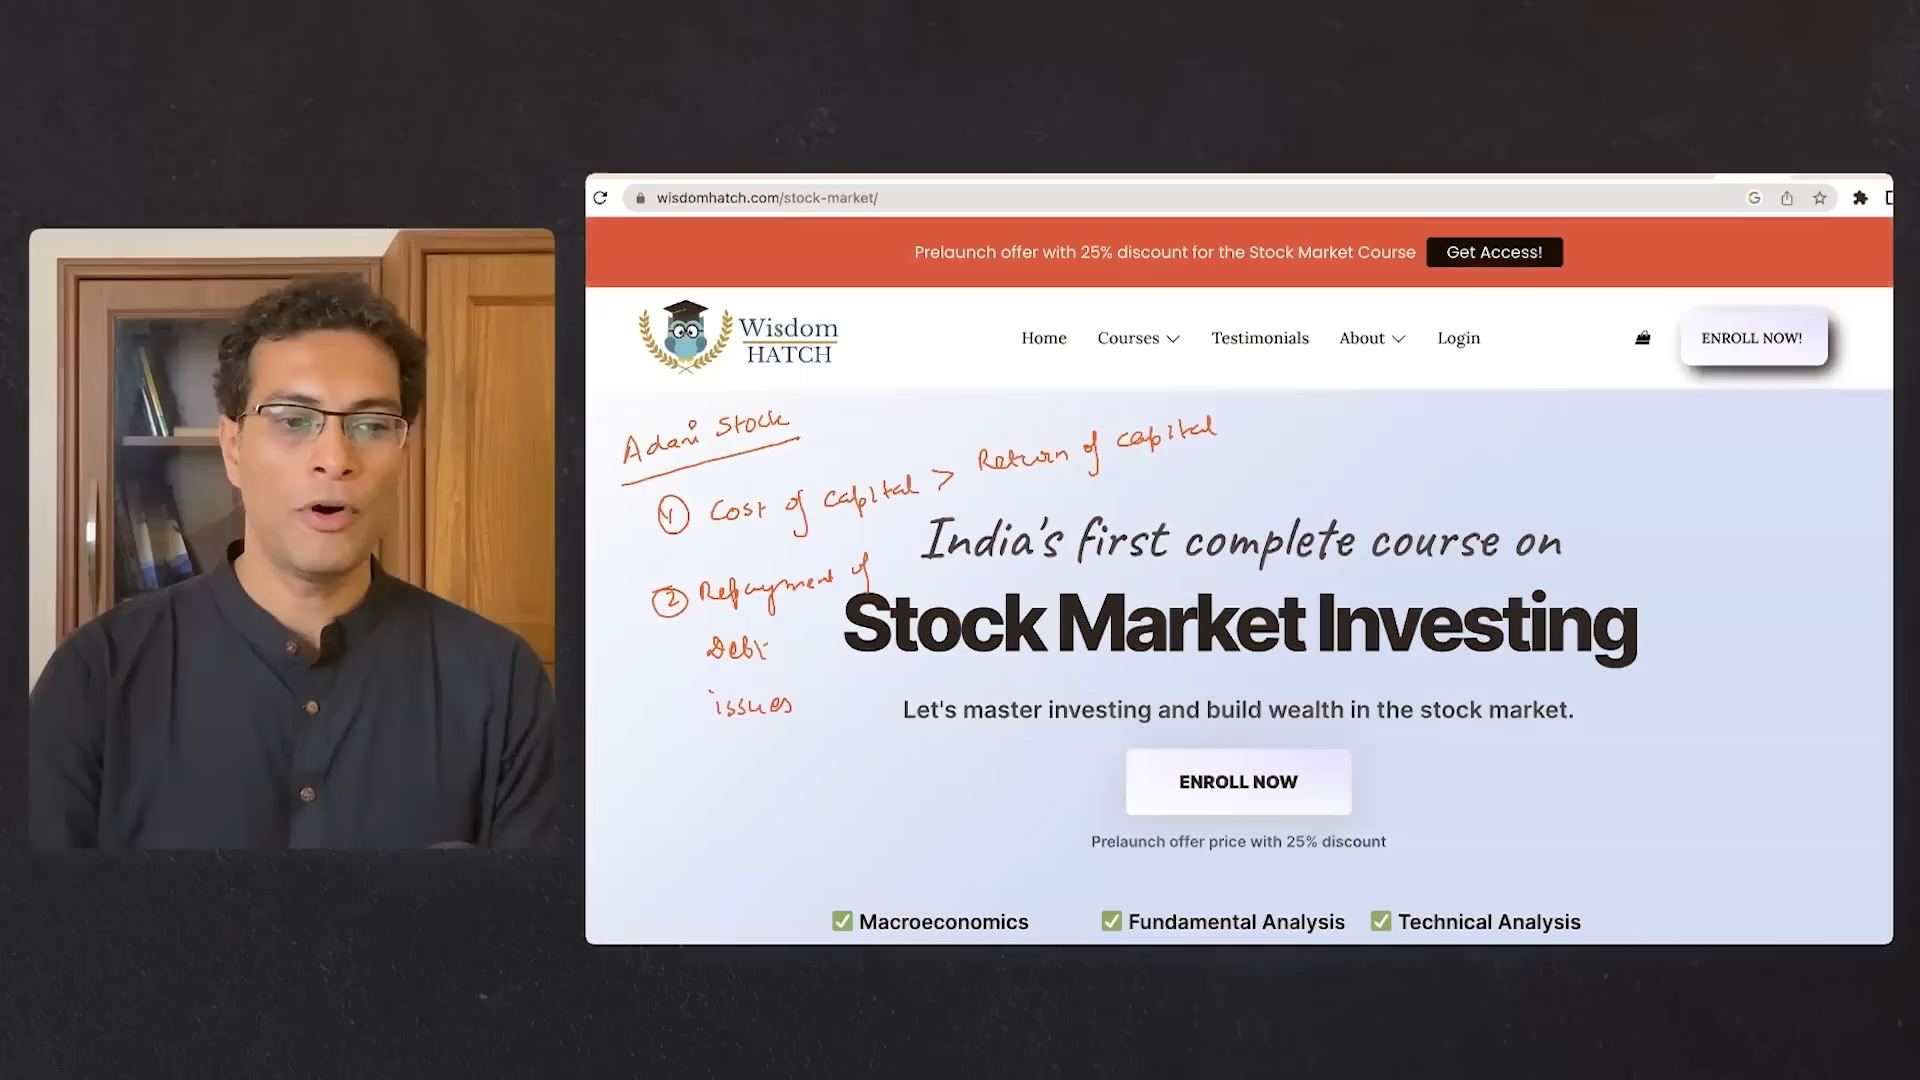 wisdomhatch.com/stock-market/
Prelaunch offer with 25% discount for the Stock Market Course Get Access!
Wisdom
HATCH
Home Courses Testimonials About Login ENROLL NOW!
Adani Stock
1 Cost of capital > Return of capital
India's first complete course on
2 Repayment of
Debt
issues
Stock Market Investing
Let's master investing and build wealth in the stock market.
ENROLL NOW
Prelaunch offer price with 25% discount
Macroeconomics Fundamental Analysis Technical Analysis